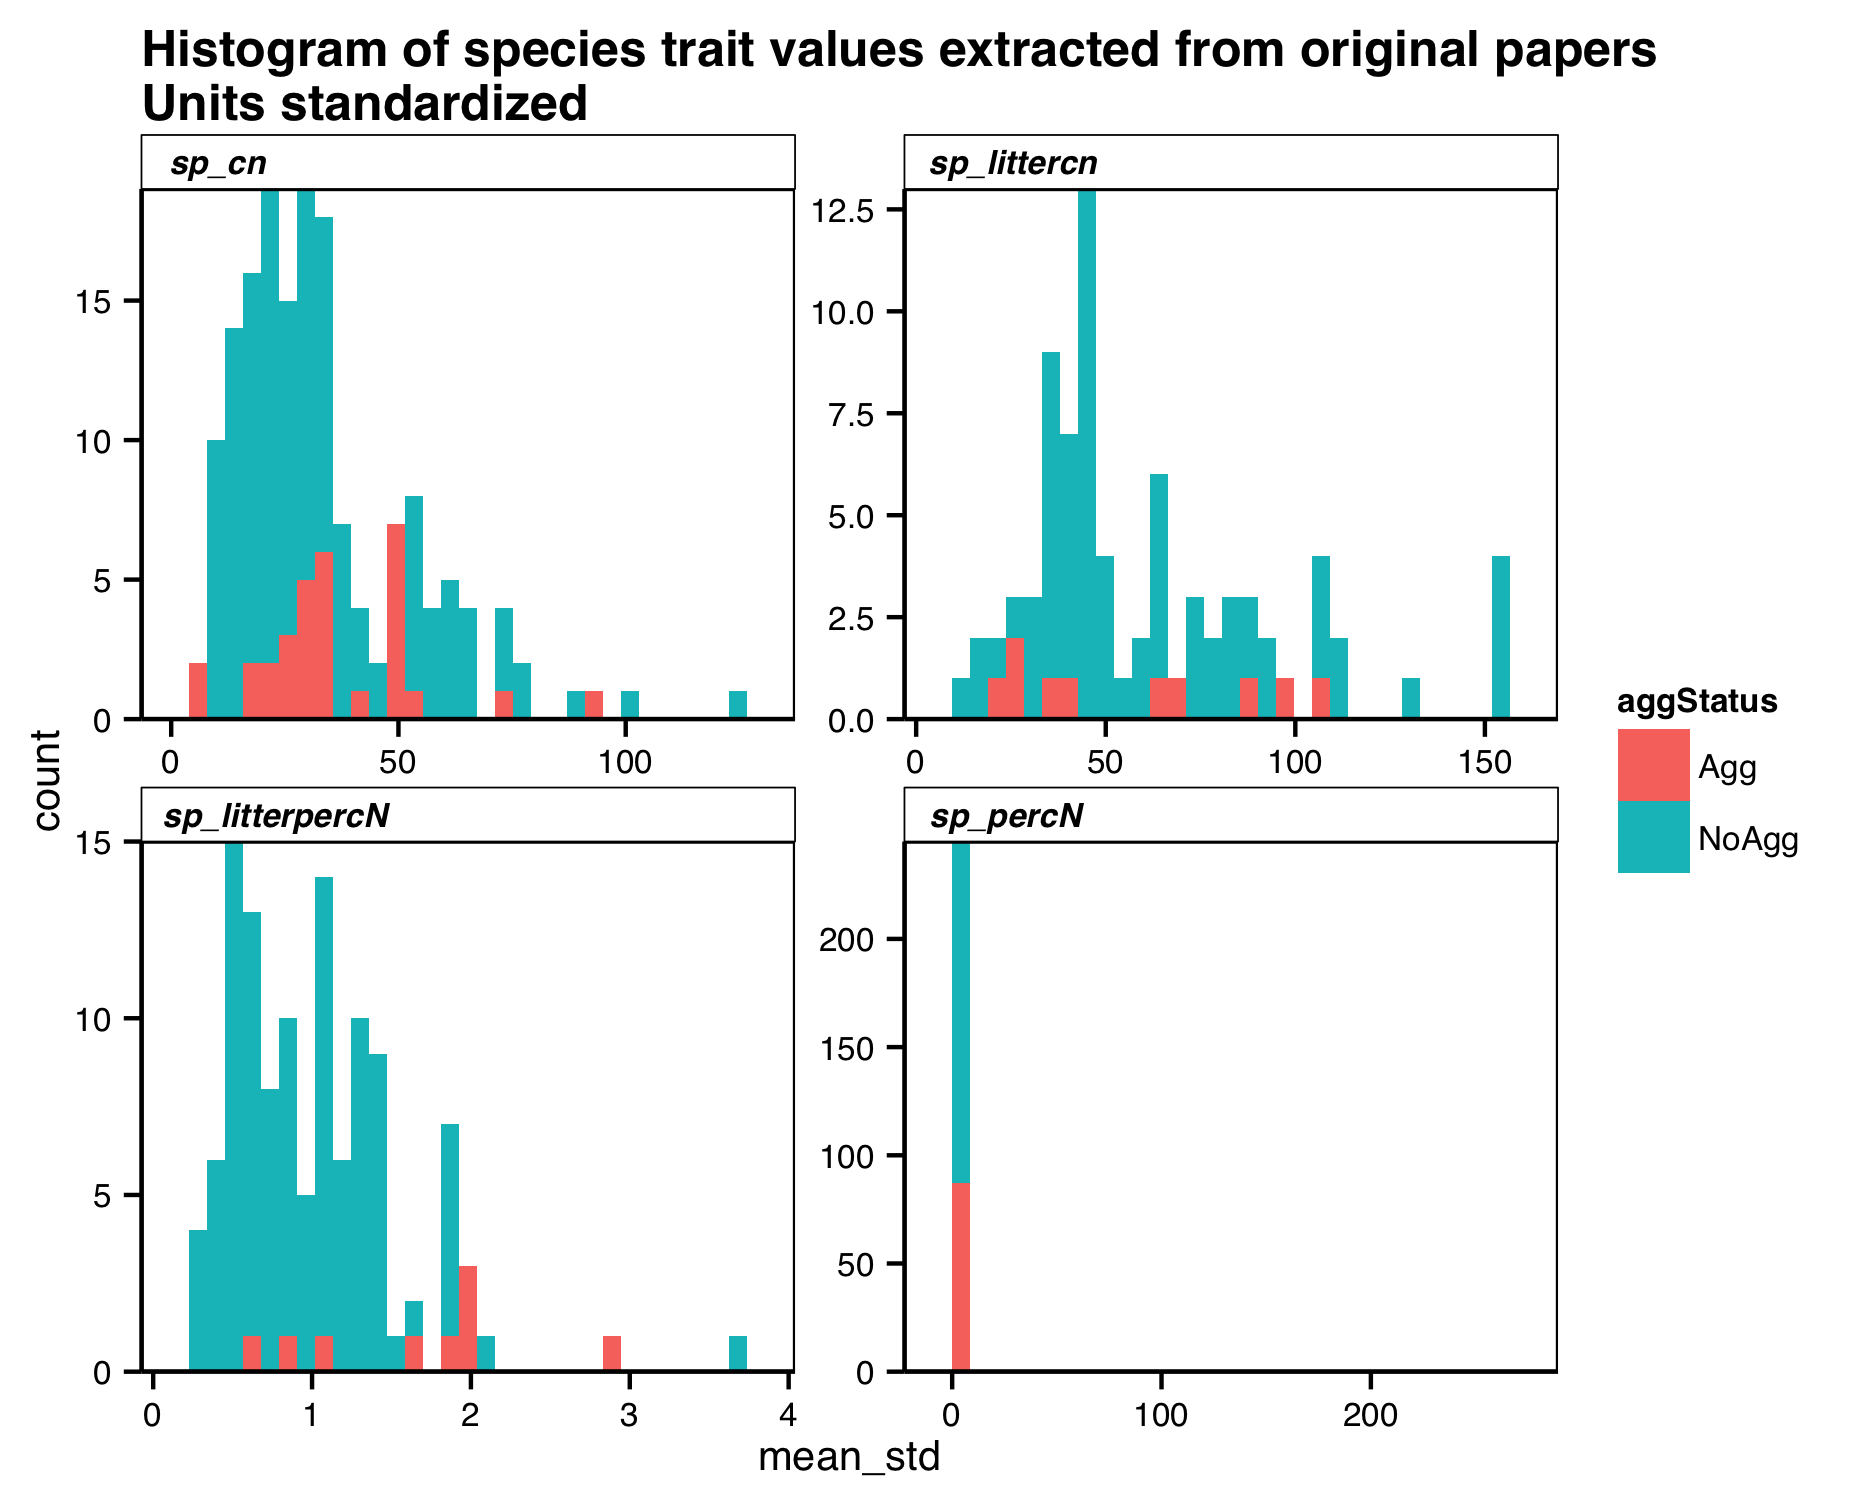 Histogram of species trait values extracted from original papers
Units standardized
sp_cn
sp_littercn
15
10
5
0
0 50 100
12.5
10.0
7.5
5.0
2.5
0.0
0 50 100 150
count
sp_litterpercN
sp_percN
15
10
5
0
0 1 2 3 4
200
150
100
50
0
0 100 200
mean_std
aggStatus
Agg
NoAgg